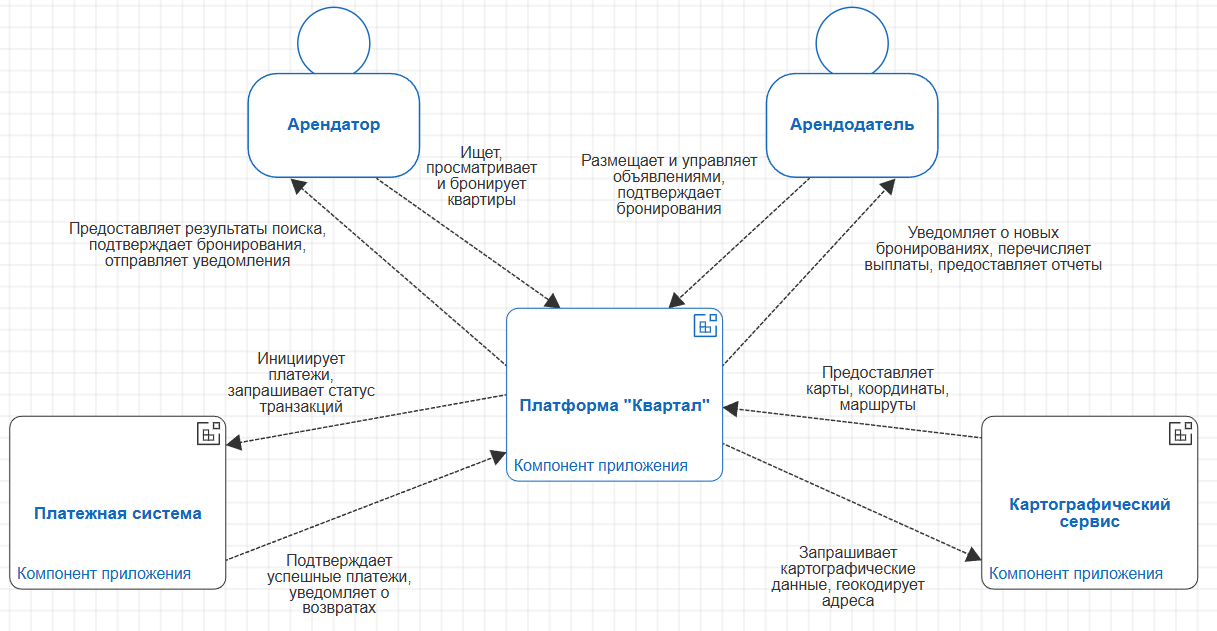 Арендатор
Арендодатель
Ищет,
просматривает
и бронирует
квартиры
Размещает и управляет
объявлениями,
подтверждает
бронирования
Предоставляет результаты поиска,
подтверждает бронирования,
отправляет уведомления
Уведомляет о новых
бронированиях, перечисляет
выплаты, предоставляет отчеты
Инициирует
платежи,
запрашивает статус
транзакций
Платформа "Квартал"
Компонент приложения
Предоставляет
карты, координаты,
маршруты
Платежная система
Компонент приложения
Картографический
сервис
Компонент приложения
Подтверждает
успешные платежи,
уведомляет о
возвратах
Запрашивает
картографические
данные, геокодирует
адреса